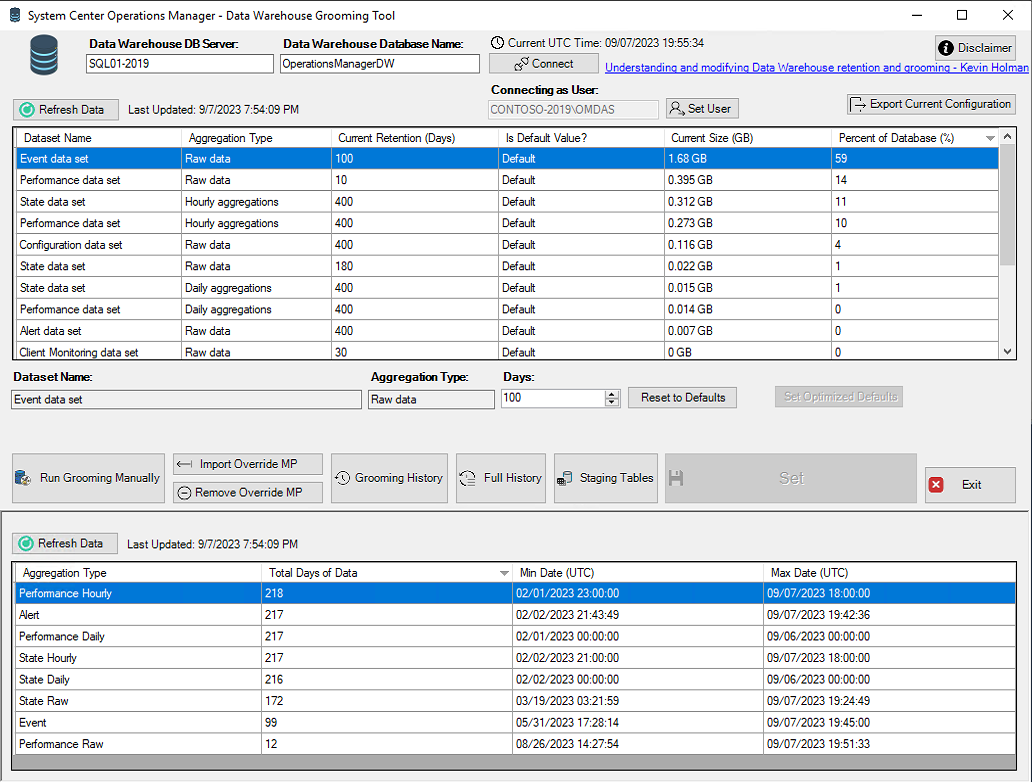 System Center Operations Manager - Data Warehouse Grooming Tool
Data Warehouse DB Server: Data Warehouse Database Name: Current UTC Time: 09/07/2023 19:55:34 Disclaimer
SQL01-2019 OperationsManagerDW Connect Understanding and modifying Data Warehouse retention and grooming - Kevin Holman
Connecting as User:
Refresh Data Last Updated: 9/7/2023 7:54:09 PM CONTOSO-2019\OMDAS Set User Export Current Configuration
Dataset Name Aggregation Type Current Retention (Days) Is Default Value? Current Size (GB) Percent of Database (%)
Event data set Raw data 100 Default 1.68 GB 59
Performance data set Raw data 10 Default 0.395 GB 14
State data set Hourly aggregations 400 Default 0.312 GB 11
Performance data set Hourly aggregations 400 Default 0.273 GB 10
Configuration data set Raw data 400 Default 0.116 GB 4
State data set Raw data 180 Default 0.022 GB 1
State data set Daily aggregations 400 Default 0.015 GB 1
Performance data set Daily aggregations 400 Default 0.014 GB 0
Alert data set Raw data 400 Default 0.007 GB 0
Client Monitoring data set Raw data 30 Default 0 GB 0
Dataset Name: Aggregation Type: Days:
Event data set Raw data 100 Reset to Defaults Set Optimized Defaults
Run Grooming Manually Import Override MP Grooming History Full History Staging Tables Set Exit
Remove Override MP
Refresh Data Last Updated: 9/7/2023 7:54:09 PM
Aggregation Type Total Days of Data Min Date (UTC) Max Date (UTC)
Performance Hourly 218 02/01/2023 23:00:00 09/07/2023 18:00:00
Alert 217 02/02/2023 21:43:49 09/07/2023 19:42:36
Perfomance Daily 217 02/01/2023 00:00:00 09/06/2023 00:00:00
State Hourly 217 02/02/2023 21:00:00 09/07/2023 18:00:00
State Daily 216 02/02/2023 00:00:00 09/06/2023 00:00:00
State Raw 172 03/19/2023 03:21:59 09/07/2023 19:24:49
Event 99 05/31/2023 17:28:14 09/07/2023 19:45:00
Performance Raw 12 08/26/2023 14:27:54 09/07/2023 19:51:33